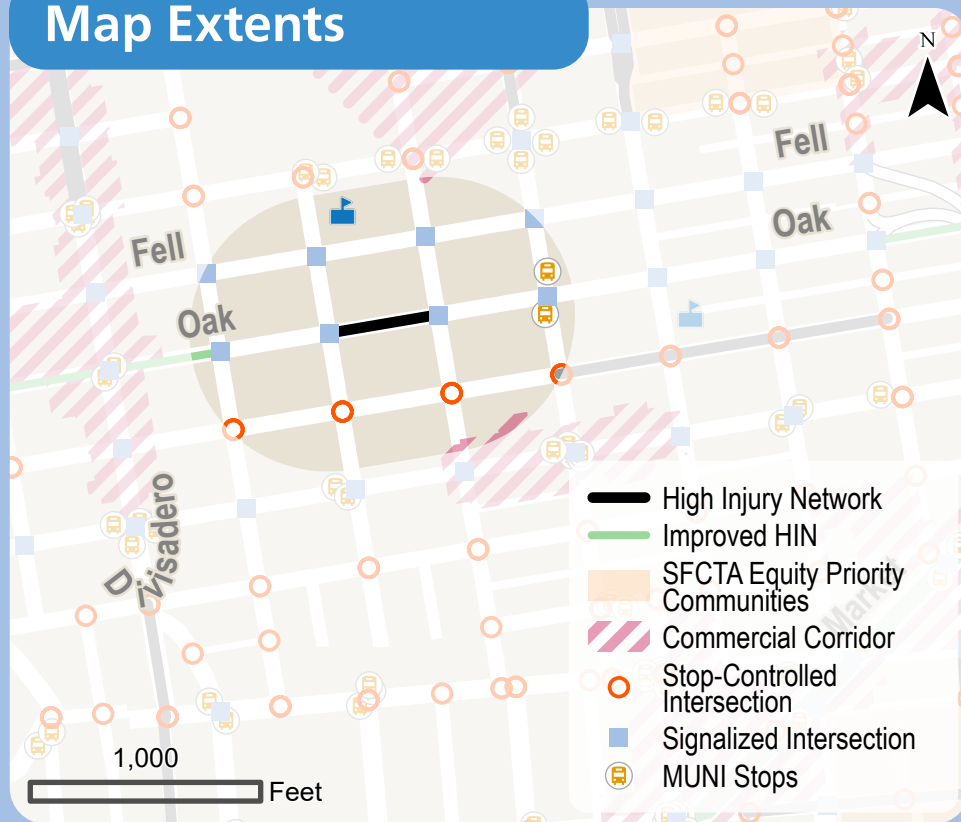 Map Extents
N
Fell
Oak
Fell
Oak
Divisadero
Market
High Injury Network
Improved HIN
SFCTA Equity Priority
Communities
Commercial Corridor
Stop-Controlled
Intersection
Signalized Intersection
MUNI Stops
1,000
Feet